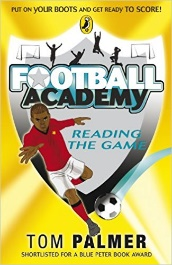 PUT ON YOUR BOOTS AND GET READY TO SCORE!
FOOTBALL
ACADEMY
READING
THE GAME
TOM PALMER
SHORTLISTED FOR A BLUE PETER BOOK AWARD